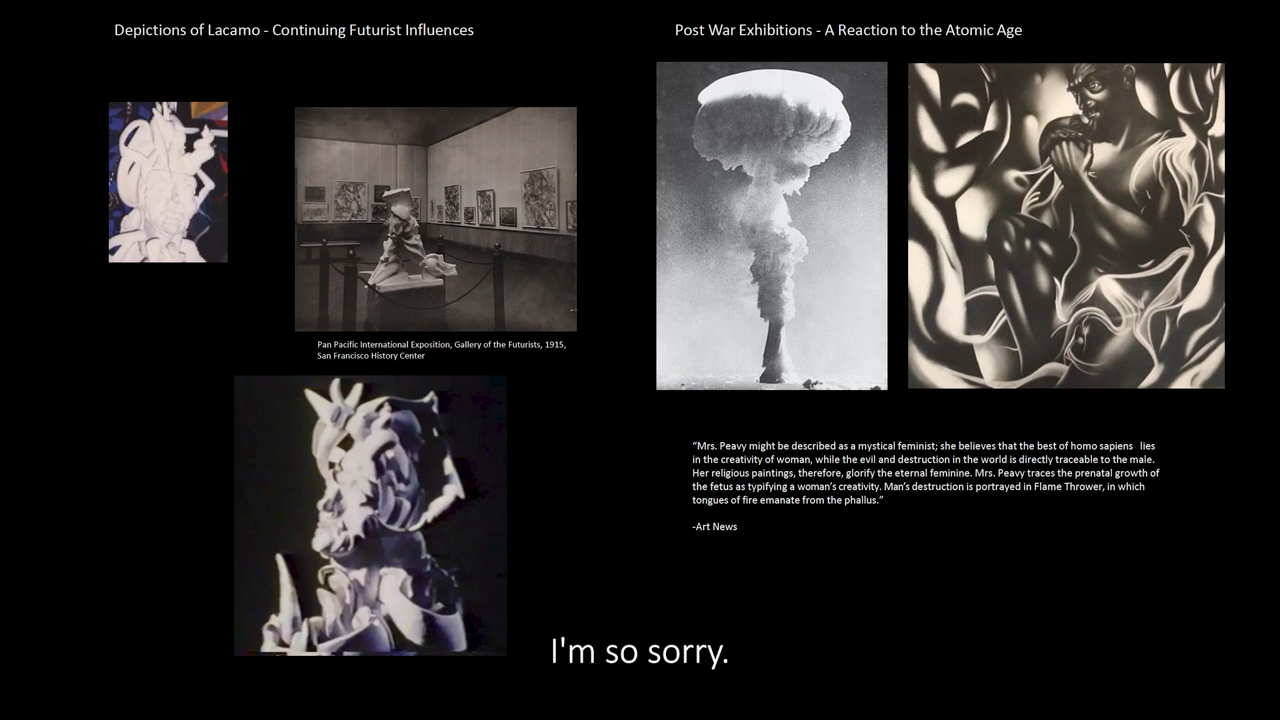 Depictions of Lacamo - Continuing Futurist Influences
Pan Pacific International Exposition, Gallery of the Futurists, 1915,
San Francisco History Center
Post War Exhibitions - A Reaction to the Atomic Age
“Mrs. Peavy might be described as a mystical feminist; she believes that the best of homo sapiens lies
in the creativity of woman, while the evil and destruction in the world is directly traceable to the male.
Her religious paintings, therefore, glorify the eternal feminine. Mrs. Peavy traces the prenatal growth of
the fetus as typifying a woman’s creativity. Man’s destruction is portrayed in Flame Thrower, in which
tongues of fire emanate from the phallus.”
-Art News
I'm so sorry.